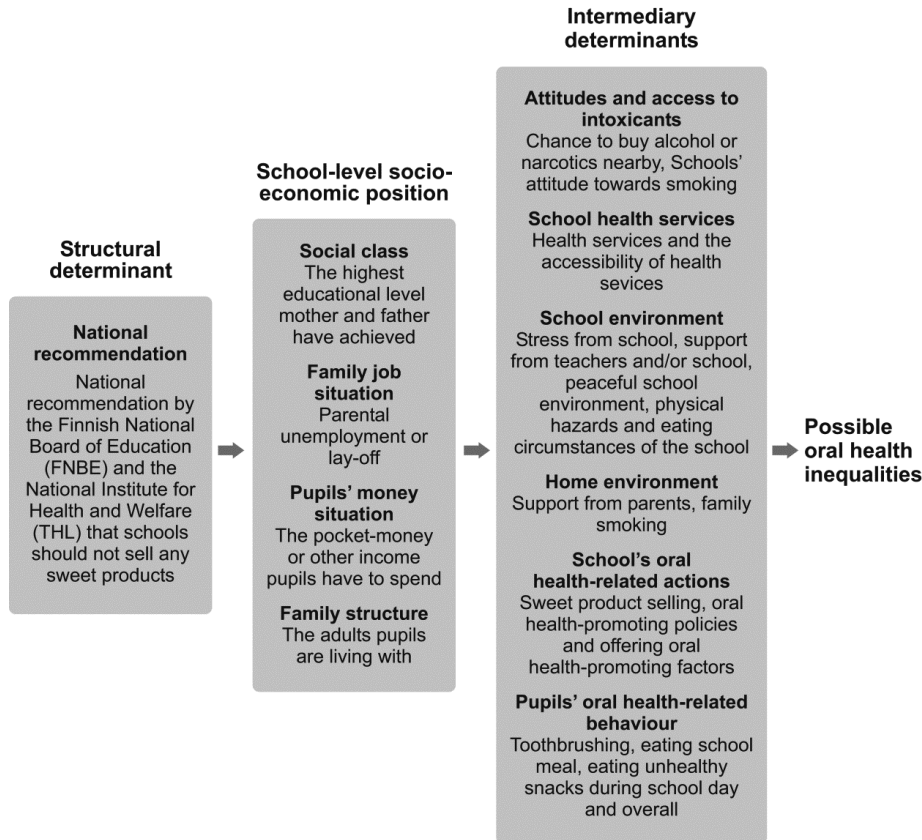 Structural
determinant
National
recommendation
National
recommendation by
the Finnish National
Board of Education
(FNBE) and the
National Institute for
Health and Welfare
(THL) that schools
should not sell any
sweet products
School-level socio-
economic position
Social class
The highest
educational level
mother and father
have achieved
Family job
situation
Parental
unemployment or
lay-off
Pupils’ money
situation
The pocket-money
or other income
pupils have to spend
Family structure
The adults pupils
are living with
Intermediary
determinants
Attitudes and access to
intoxicants
Chance to buy alcohol or
narcotics nearby, Schools’
attitude towards smoking
School health services
Health services and the
accessibility of health
sevices
School environment
Stress from school, support
from teachers and/or school,
peaceful school
environment, physical
hazards and eating
circumstances of the school
Home environment
Support from parents, family
smoking
School’s oral
health-related actions
Sweet product selling, oral
health-promoting policies
and offering oral
health-promoting factors
Pupils’ oral health-related
behaviour
Toothbrushing, eating school
meal, eating unhealthy
snacks during school day
and overall
Possible
oral health
inequalities